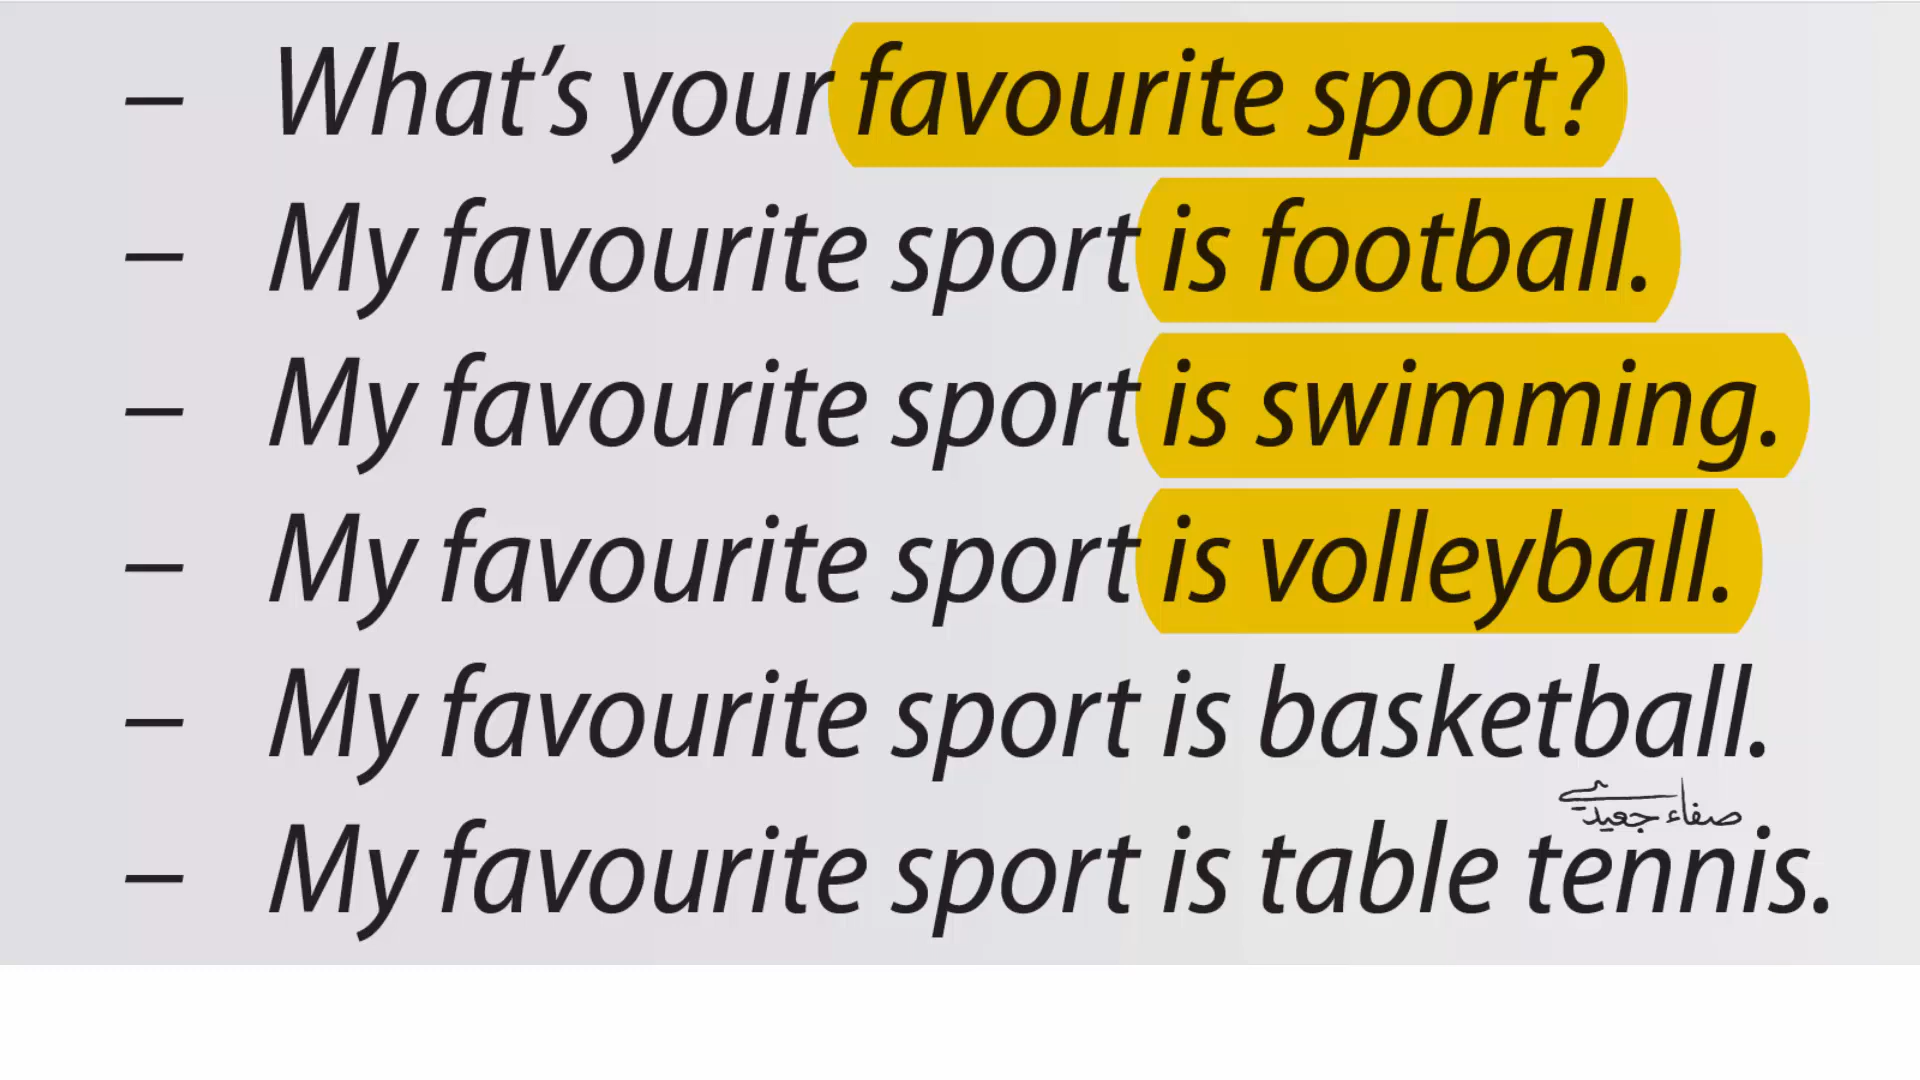 – What’s your favourite sport?
– My favourite sport is football.
– My favourite sport is swimming.
– My favourite sport is volleyball.
– My favourite sport is basketball.
صفاء جعيدي
– My favourite sport is table tennis.